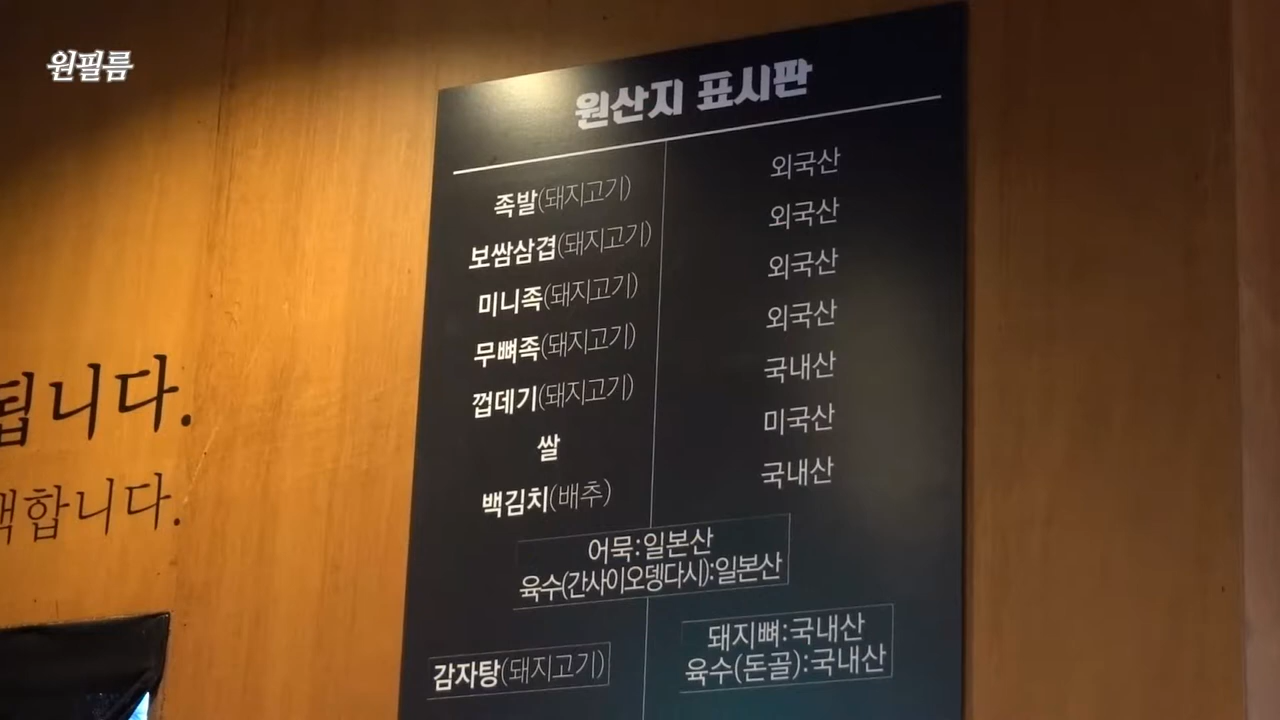 원필름
원산지 표시판
족발(돼지고기) 외국산
보쌈삼겹(돼지고기) 외국산
미니족(돼지고기) 외국산
무뼈족(돼지고기) 외국산
껍데기(돼지고기) 국내산
쌀 미국산
백김치(배추) 국내산
어묵:일본산
육수(간사이오뎅다시):일본산
감자탕(돼지고기)
돼지뼈:국내산
육수(돈골):국내산
됩니다.
합니다.